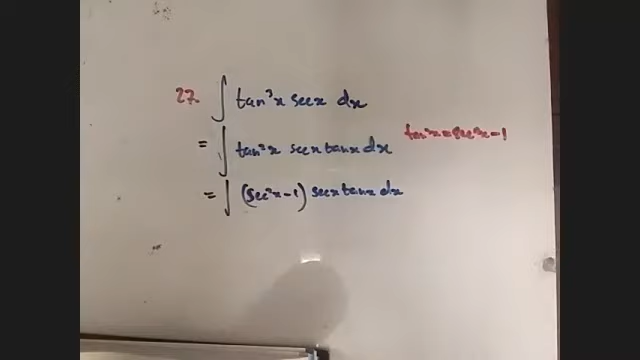 27. ∫ tan³x secx dx
= ∫ tan²x secx tanx dx
tan²x = sec²x - 1
= ∫ (sec²x - 1) secx tanx dx